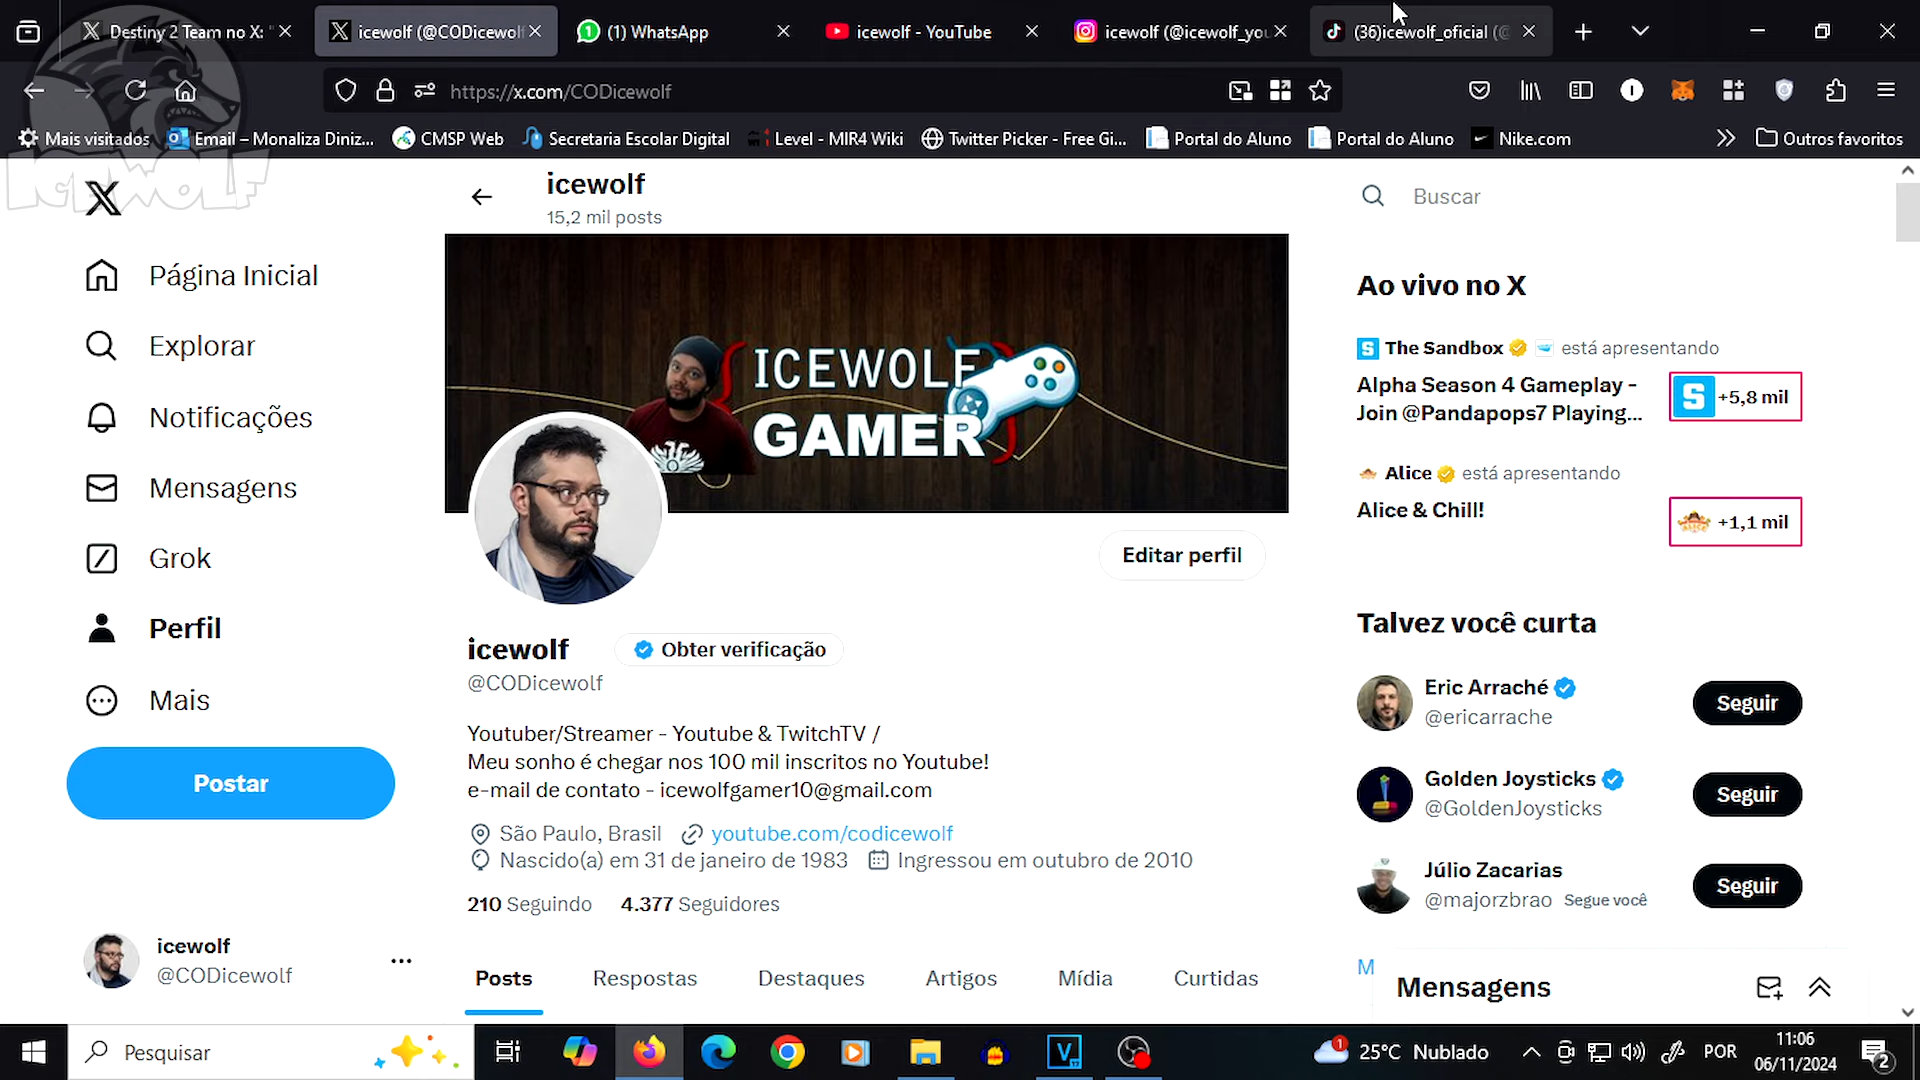 Destiny 2 Team no X: "
icewolf (@CODicewolf
(1) WhatsApp
icewolf - YouTube
icewolf (@icewolf_you
(36)icewolf_oficial (@
https://x.com/CODicewolf
Mais visitados
Email – Monaliza Diniz...
CMSP Web
Secretaria Escolar Digital
Level - MIR4 Wiki
Twitter Picker - Free Gi...
Portal do Aluno
Portal do Aluno
Nike.com
Outros favoritos
ICEWOLF
icewolf
15,2 mil posts
Buscar
Página Inicial
Explorar
Notificações
Mensagens
Grok
Perfil
Mais
Postar
icewolf
@CODicewolf
ICEWOLF
GAMER
Editar perfil
icewolf
Obter verificação
@CODicewolf
Youtuber/Streamer - Youtube & TwitchTV /
Meu sonho é chegar nos 100 mil inscritos no Youtube!
e-mail de contato - icewolfgamer10@gmail.com
São Paulo, Brasil youtube.com/codicewolf
Nascido(a) em 31 de janeiro de 1983 Ingressou em outubro de 2010
210 Seguindo 4.377 Seguidores
Posts Respostas Destaques Artigos Mídia Curtidas
Ao vivo no X
The Sandbox está apresentando
Alpha Season 4 Gameplay -
Join @Pandapops7 Playing...
S +5,8 mil
Alice está apresentando
Alice & Chill!
+1,1 mil
Talvez você curta
Eric Arraché
@ericarrache
Seguir
Golden Joysticks
@GoldenJoysticks
Seguir
Júlio Zacarias
@majorzbrao Segue você
Seguir
M
Mensagens
Pesquisar
1
25°C Nublado
POR
11:06
06/11/2024
2